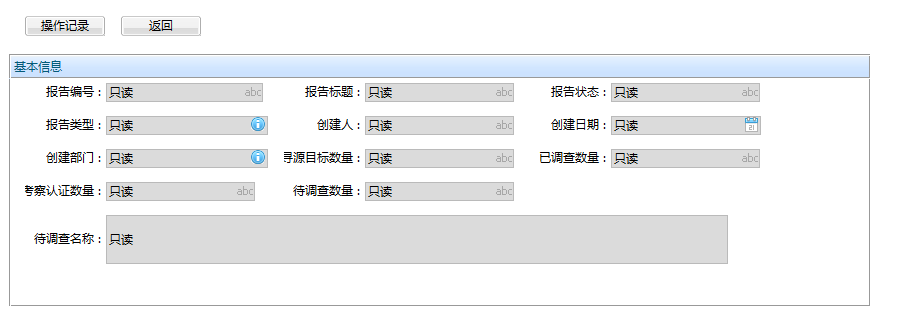 操作记录 返回
基本信息
报告编号： 只读 abc 报告标题： 只读 abc 报告状态： 只读 abc
报告类型： 只读 创建人： 只读 abc 创建日期： 只读 21
创建部门： 只读 寻源目标数量： 只读 abc 已调查数量： 只读 abc
考察认证数量： 只读 abc 待调查数量： 只读 abc
待调查名称： 只读